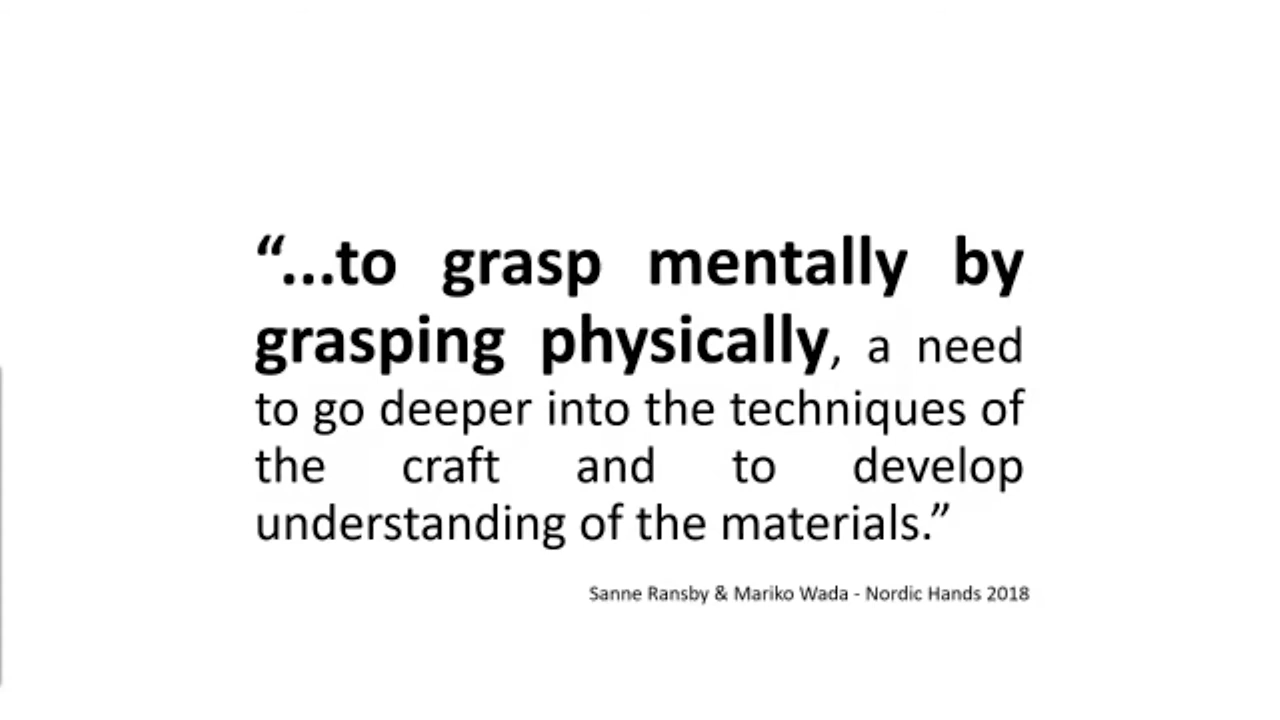 “...to grasp mentally by
grasping physically, a need
to go deeper into the techniques of
the craft and to develop
understanding of the materials.”
Sanne Ransby & Mariko Wada - Nordic Hands 2018